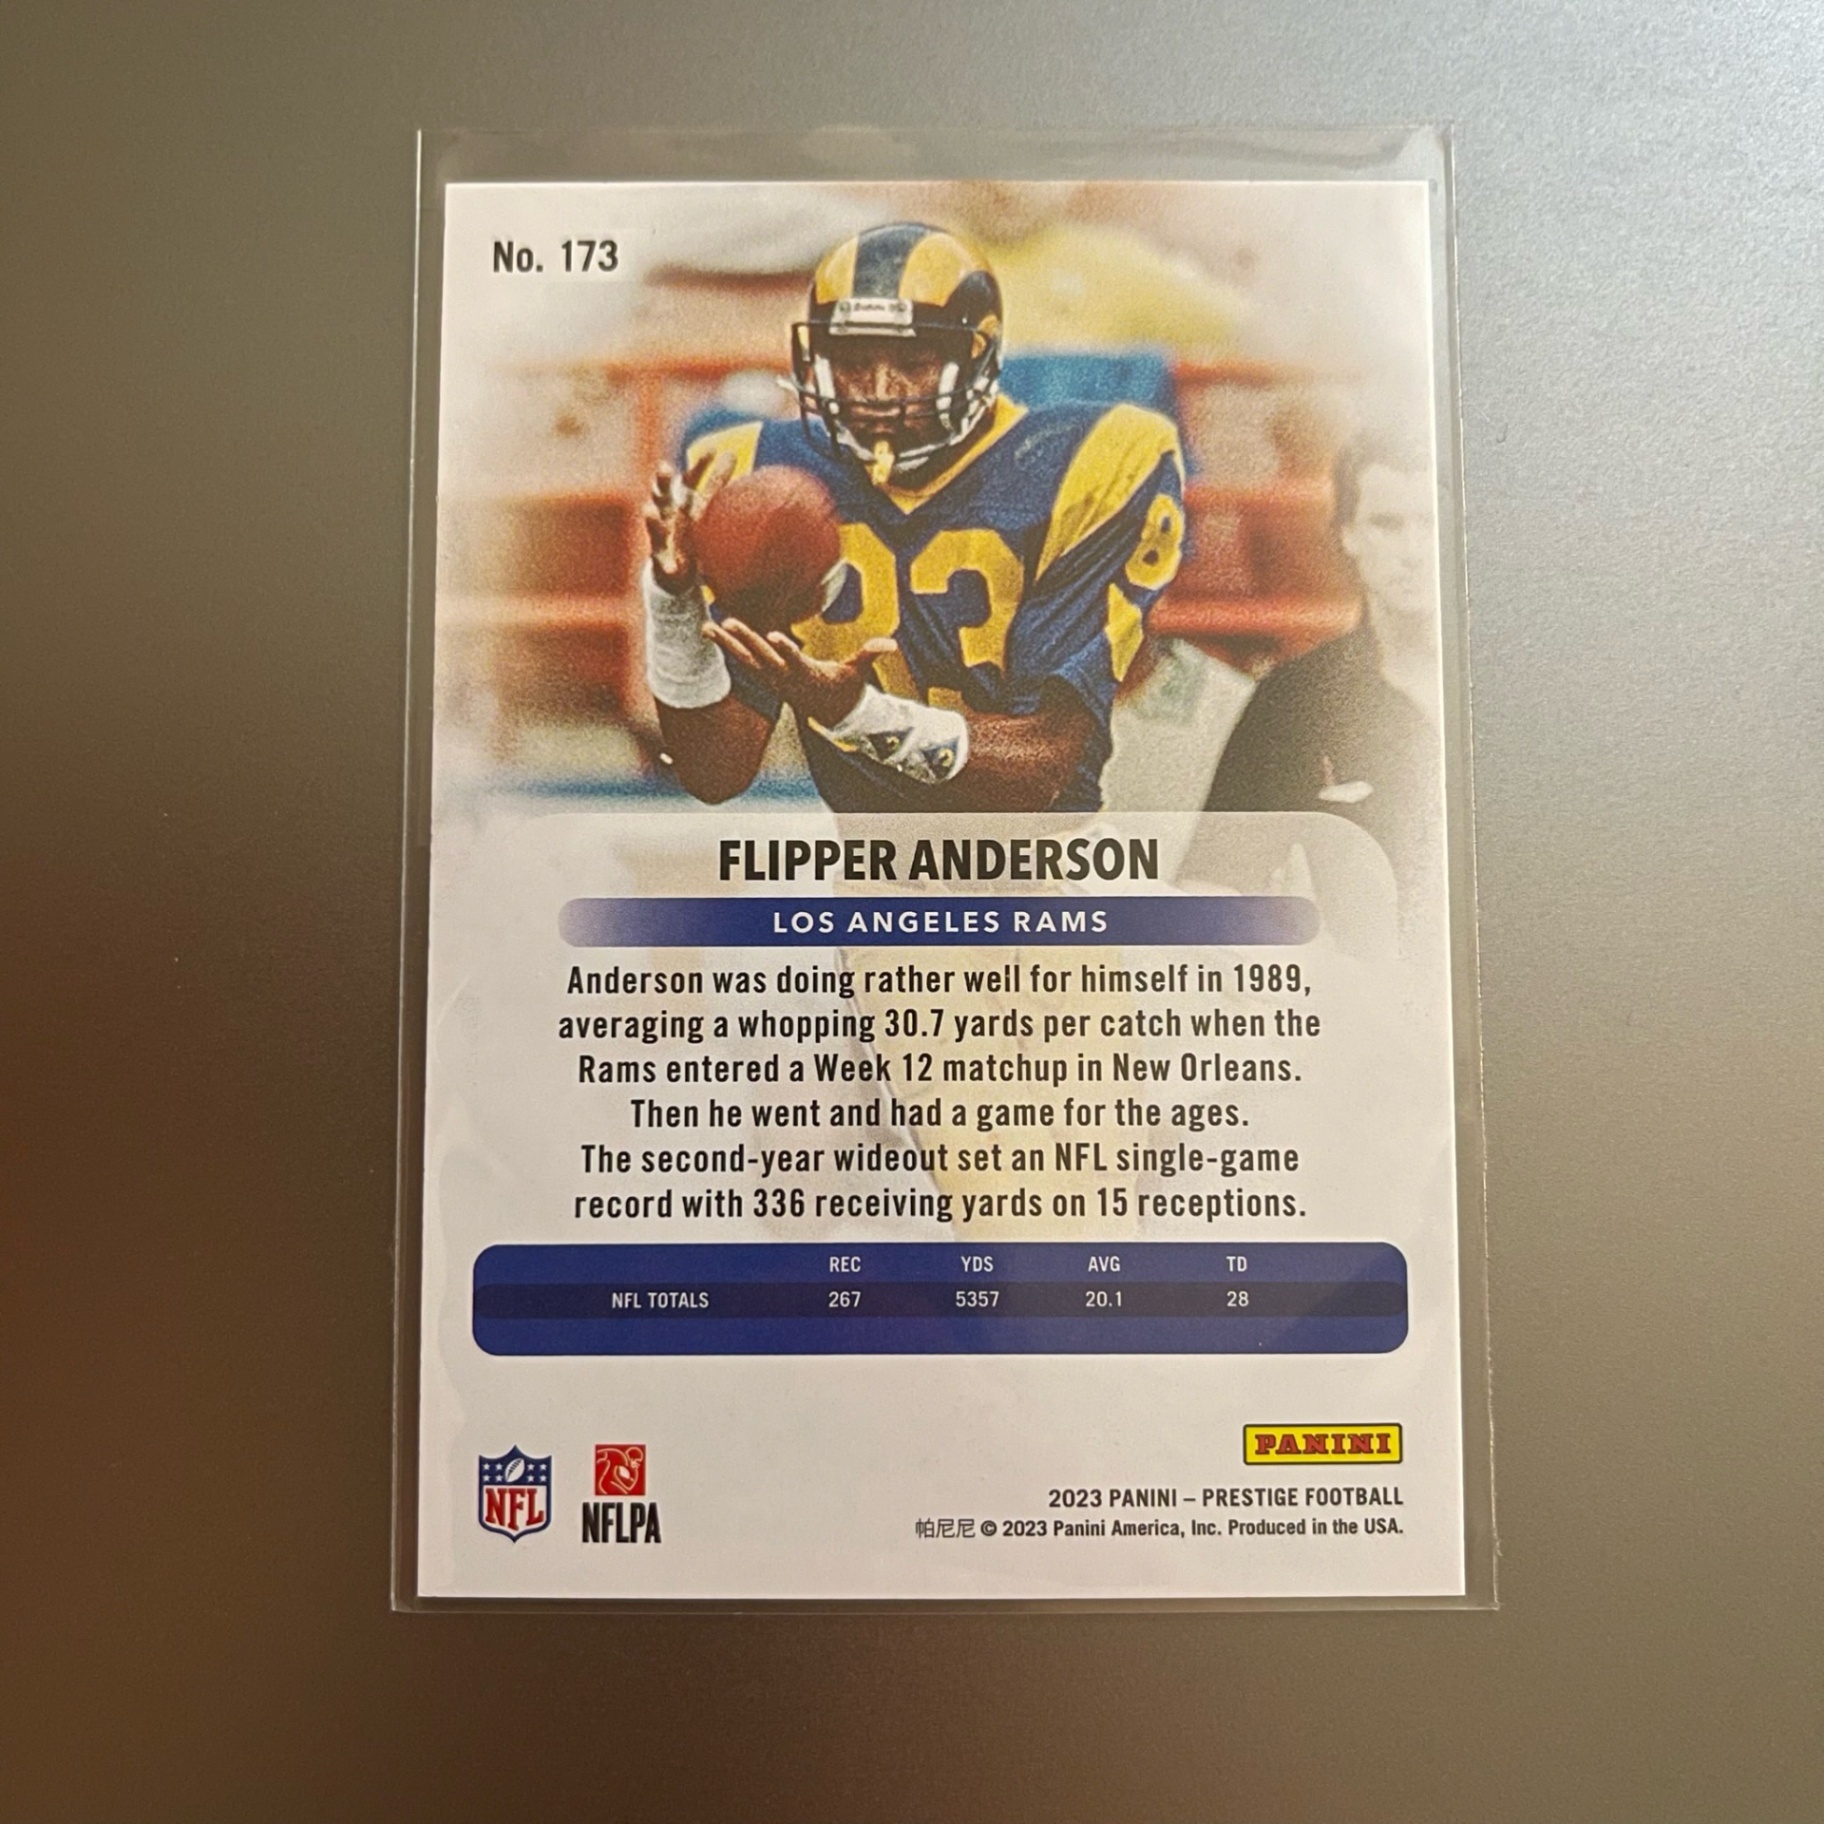 No. 173
83
8
FLIPPER ANDERSON
LOS ANGELES RAMS
Anderson was doing rather well for himself in 1989,
averaging a whopping 30.7 yards per catch when the
Rams entered a Week 12 matchup in New Orleans.
Then he went and had a game for the ages.
The second-year wideout set an NFL single-game
record with 336 receiving yards on 15 receptions.
REC YDS AVG TD
NFL TOTALS 267 5357 20.1 28
PANINI
NFL
NFLPA
2023 PANINI – PRESTIGE FOOTBALL
帕尼尼 © 2023 Panini America, Inc. Produced in the USA.